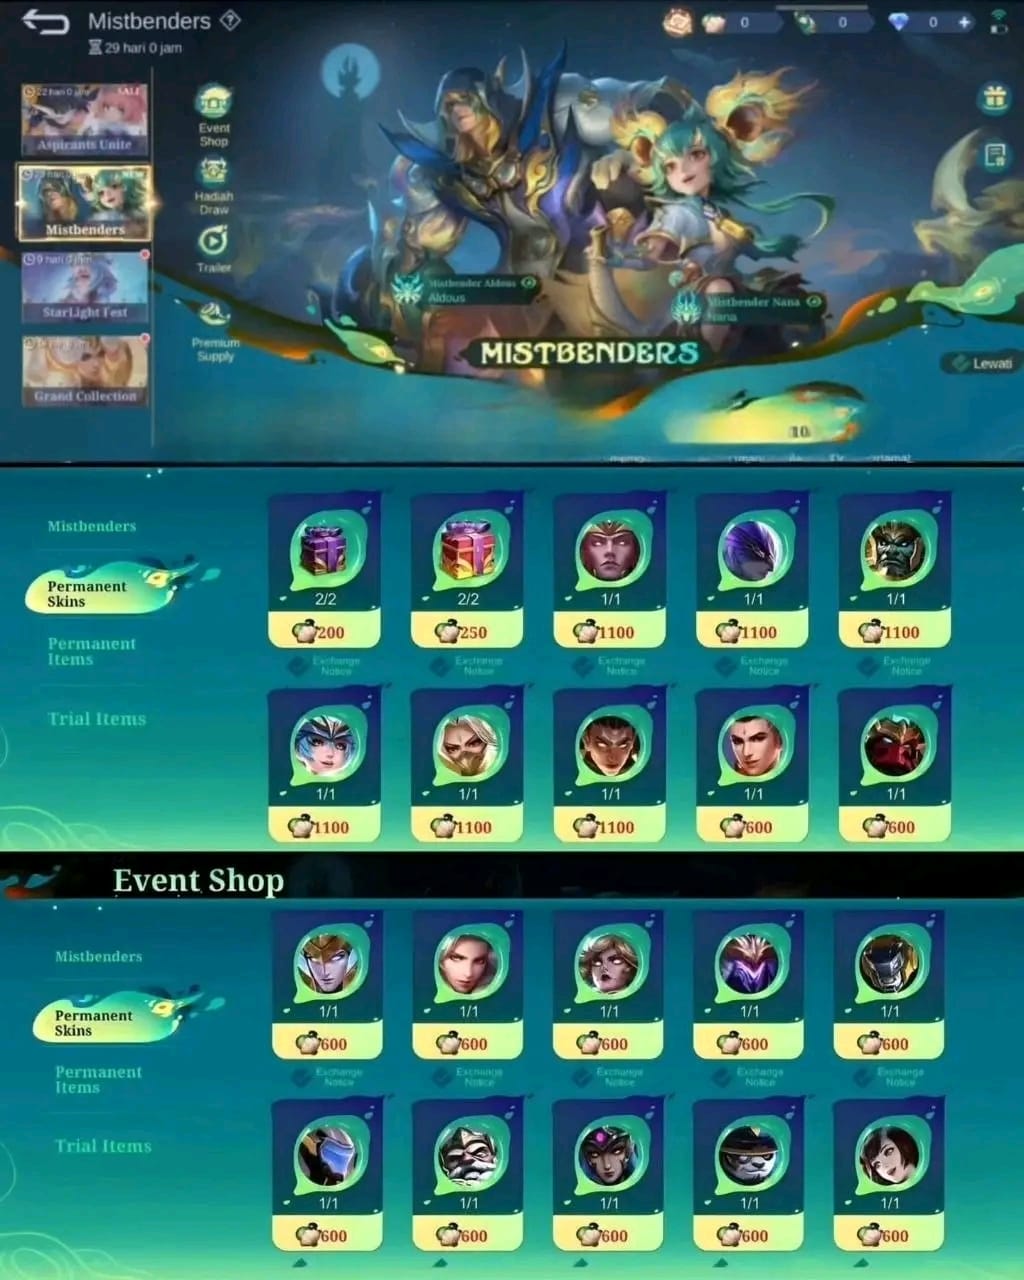 Mistbenders
29 hari 0 jam
0
0
0
22 hari 0 jam
SALE
Aspirants Unite
NEW
Mistbenders
9 hari 0 jam
StarLight Fest
Grand Collection
Event
Shop
Hadiah
Draw
Trailer
Premium
Supply
Mistbender Aldous
Aldous
Mistbender Nana
Nana
MISTBENDERS
Lewati
Mistbenders
Permanent
Skins
Permanent
Items
Trial Items
2/2
2/2
1/1
1/1
1/1
200
250
1100
1100
1100
Exchange
Notice
Exchange
Notice
Exchange
Notice
Exchange
Notice
Exchange
Notice
1/1
1/1
1/1
1/1
1/1
1100
1100
1100
600
600
Event Shop
Mistbenders
Permanent
Skins
Permanent
Items
Trial Items
1/1
1/1
1/1
1/1
1/1
600
600
600
600
600
Exchange
Notice
Exchange
Notice
Exchange
Notice
Exchange
Notice
Exchange
Notice
1/1
1/1
1/1
1/1
1/1
600
600
600
600
600